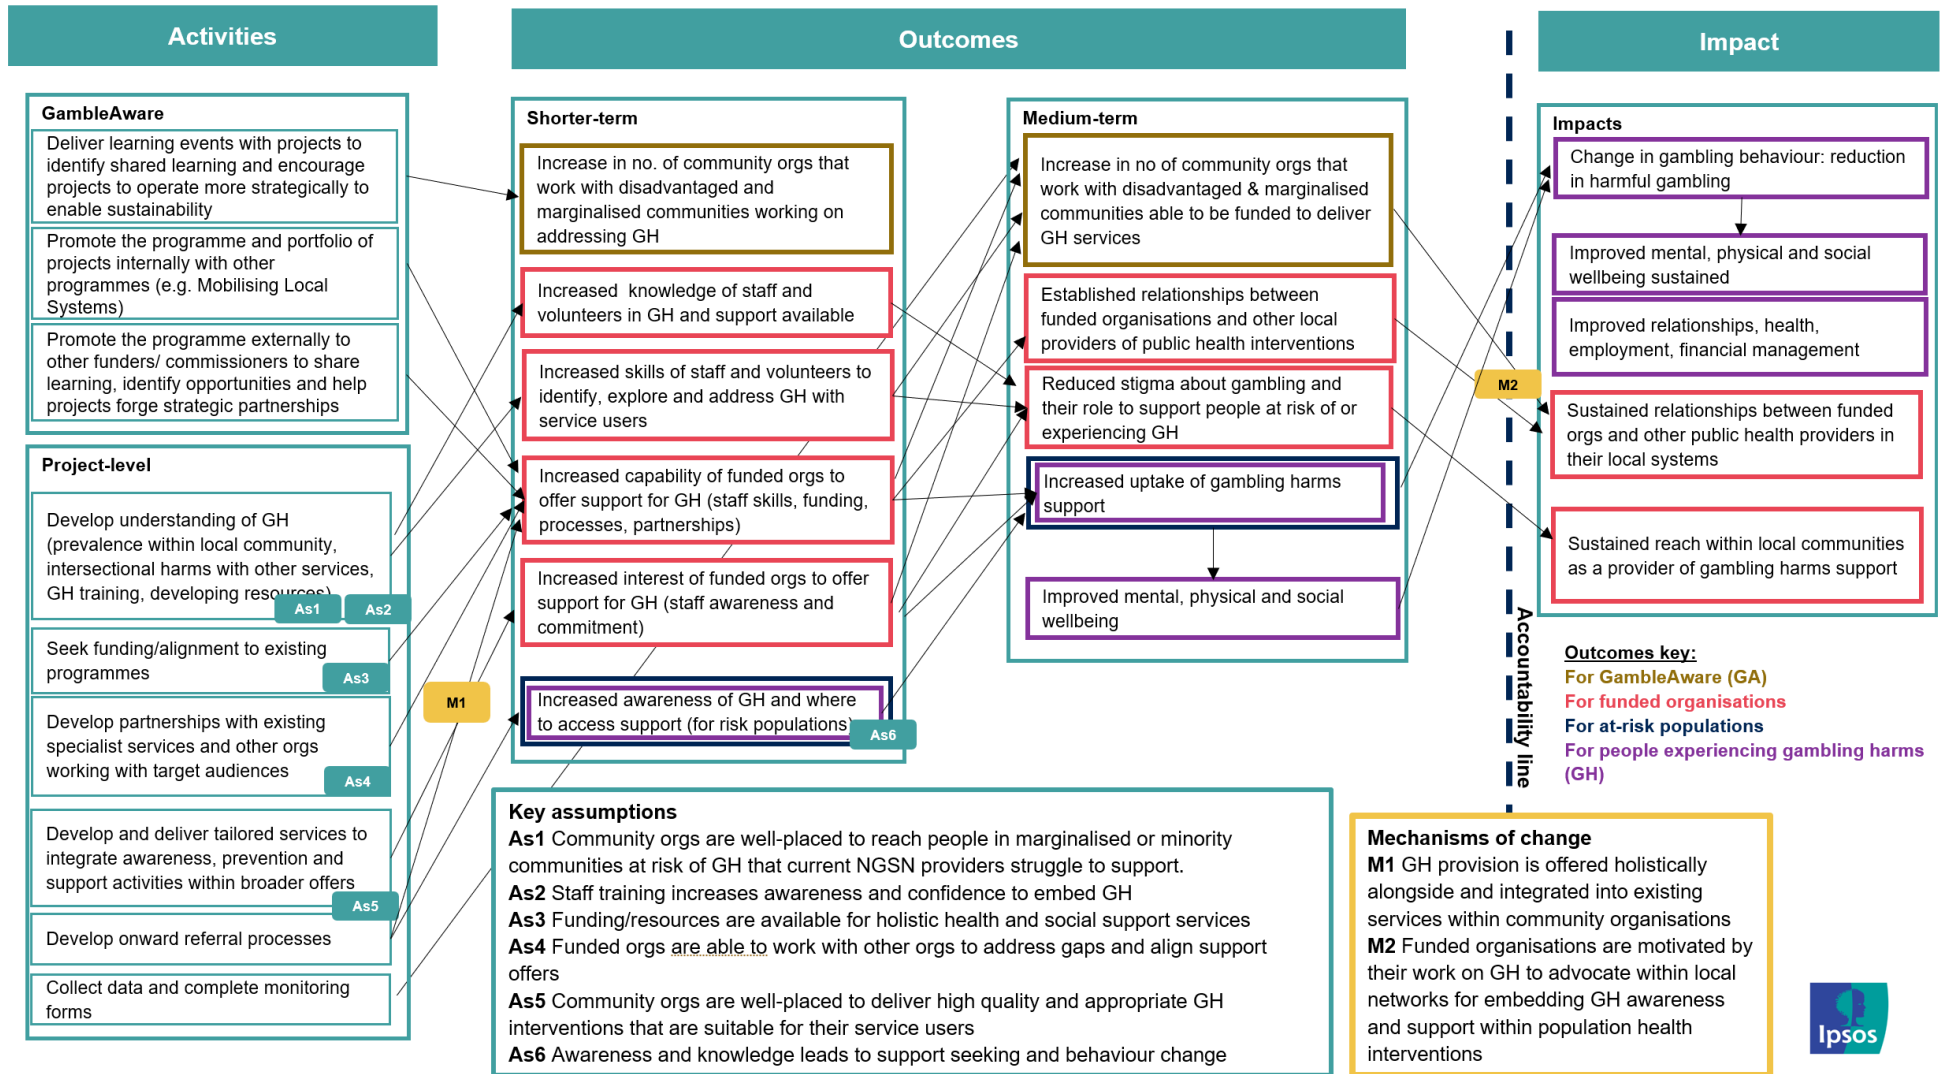 Activities
Outcomes
Impact
GambleAware
Deliver learning events with projects to
identify shared learning and encourage
projects to operate more strategically to
enable sustainability
Promote the programme and portfolio of
projects internally with other
programmes (e.g. Mobilising Local
Systems)
Promote the programme externally to
other funders/ commissioners to share
learning, identify opportunities and help
projects forge strategic partnerships
Project-level
Develop understanding of GH
(prevalence within local community,
intersectional harms with other services,
GH training, developing resources)
As1
As2
Seek funding/alignment to existing
programmes
As3
Develop partnerships with existing
specialist services and other orgs
working with target audiences
As4
Develop and deliver tailored services to
integrate awareness, prevention and
support activities within broader offers
As5
Develop onward referral processes
Collect data and complete monitoring
forms
M1
Shorter-term
Increase in no. of community orgs that
work with disadvantaged and
marginalised communities working on
addressing GH
Increased knowledge of staff and
volunteers in GH and support available
Increased skills of staff and volunteers to
identify, explore and address GH with
service users
Increased capability of funded orgs to
offer support for GH (staff skills, funding,
processes, partnerships)
Increased interest of funded orgs to offer
support for GH (staff awareness and
commitment)
Increased awareness of GH and where
to access support (for risk populations)
As6
Medium-term
Increase in no of community orgs that
work with disadvantaged & marginalised
communities able to be funded to deliver
GH services
Established relationships between
funded organisations and other local
providers of public health interventions
Reduced stigma about gambling and
their role to support people at risk of or
experiencing GH
Increased uptake of gambling harms
support
Improved mental, physical and social
wellbeing
M2
Accountability line
Impacts
Change in gambling behaviour: reduction
in harmful gambling
Improved mental, physical and social
wellbeing sustained
Improved relationships, health,
employment, financial management
Sustained relationships between funded
orgs and other public health providers in
their local systems
Sustained reach within local communities
as a provider of gambling harms support
Outcomes key:
For GambleAware (GA)
For funded organisations
For at-risk populations
For people experiencing gambling harms
(GH)
Key assumptions
As1 Community orgs are well-placed to reach people in marginalised or minority
communities at risk of GH that current NGSN providers struggle to support.
As2 Staff training increases awareness and confidence to embed GH
As3 Funding/resources are available for holistic health and social support services
As4 Funded orgs are able to work with other orgs to address gaps and align support
offers
As5 Community orgs are well-placed to deliver high quality and appropriate GH
interventions that are suitable for their service users
As6 Awareness and knowledge leads to support seeking and behaviour change
Mechanisms of change
M1 GH provision is offered holistically
alongside and integrated into existing
services within community organisations
M2 Funded organisations are motivated by
their work on GH to advocate within local
networks for embedding GH awareness
and support within population health
interventions
Ipsos